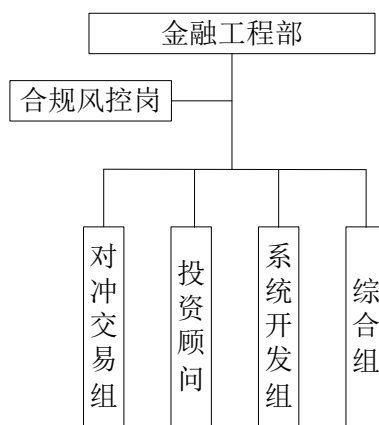 金融工程部
合规风控岗
对冲交易组
投资顾问
系统开发组
综合组